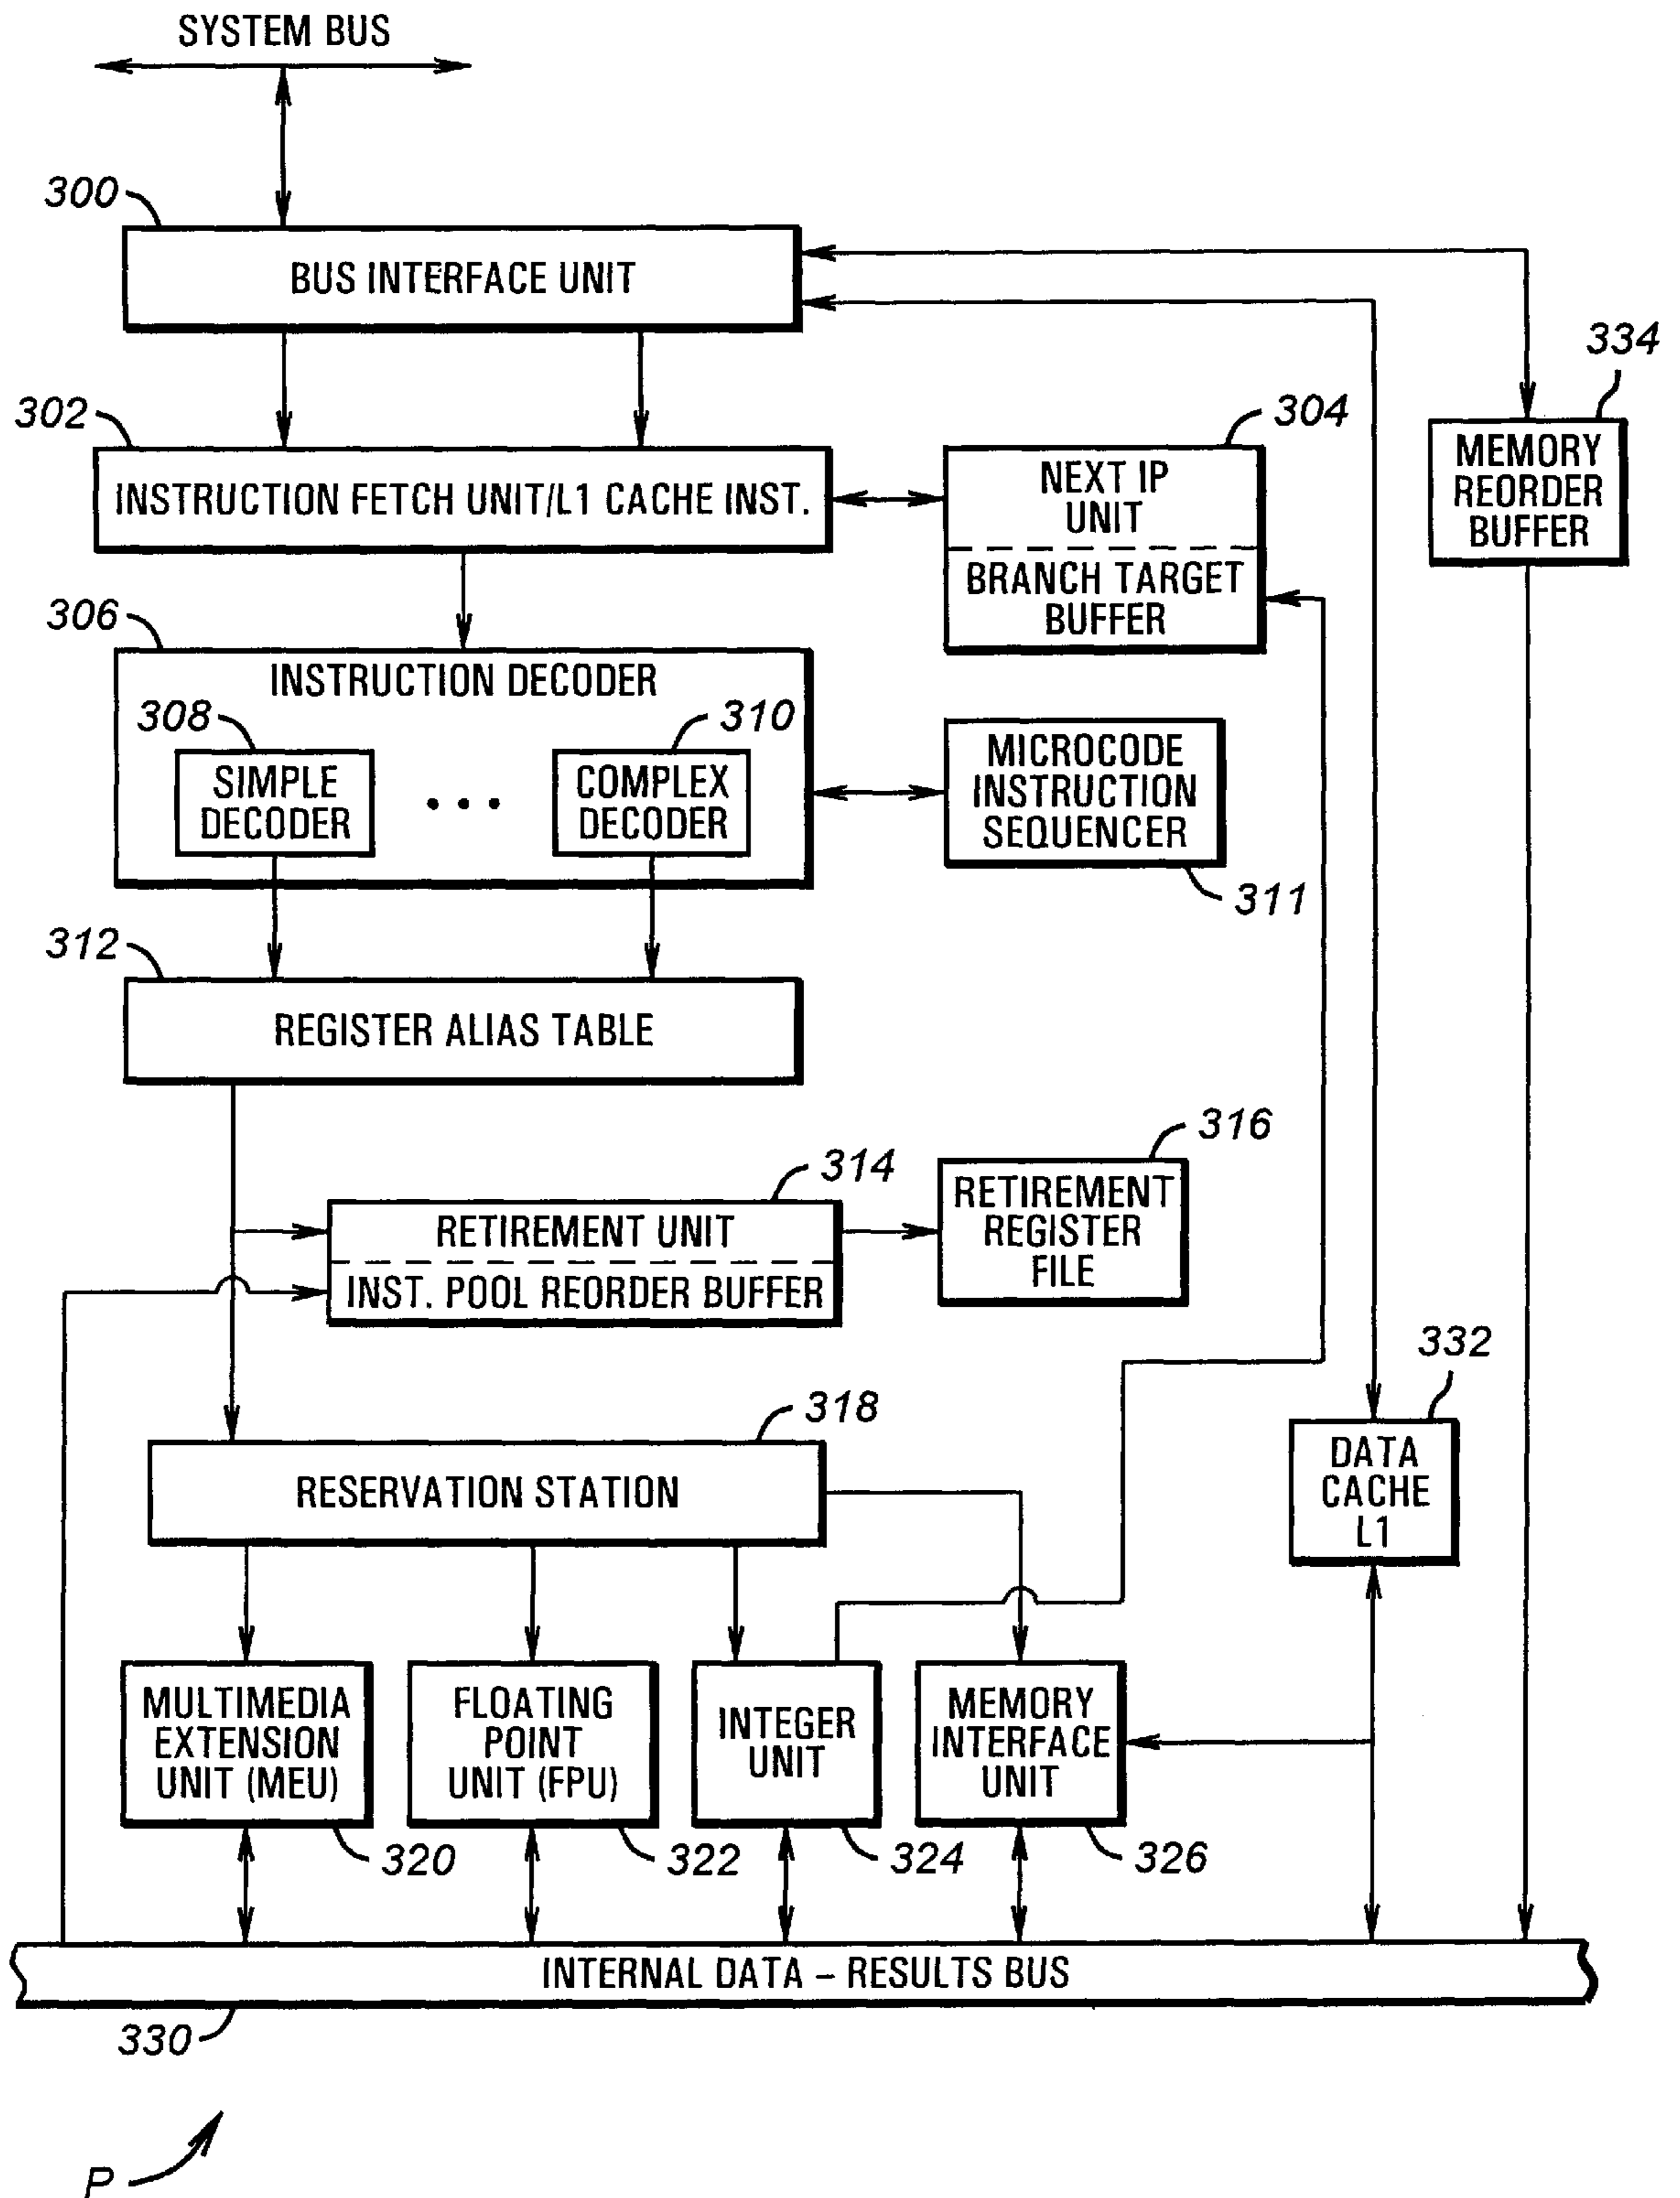 SYSTEM BUS
300
BUS INTERFACE UNIT
334
302
304
INSTRUCTION FETCH UNIT/L1 CACHE INST.
NEXT IP
UNIT
BRANCH TARGET
BUFFER
MEMORY
REORDER
BUFFER
306
INSTRUCTION DECODER
308
310
SIMPLE
DECODER
• • •
COMPLEX
DECODER
MICROCODE
INSTRUCTION
SEQUENCER
311
312
REGISTER ALIAS TABLE
316
314
RETIREMENT UNIT
INST. POOL REORDER BUFFER
RETIREMENT
REGISTER
FILE
332
318
RESERVATION STATION
DATA
CACHE
L1
MULTIMEDIA
EXTENSION
UNIT (MEU)
FLOATING
POINT
UNIT (FPU)
INTEGER
UNIT
MEMORY
INTERFACE
UNIT
320
322
324
326
INTERNAL DATA – RESULTS BUS
330
P